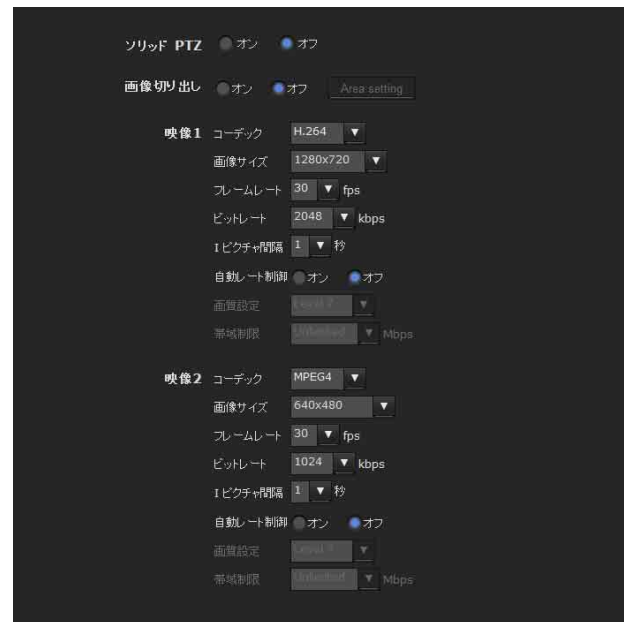 ソリッド PTZ オン オフ
画像切り出し オン オフ Area setting
映像1 コーデック H.264
画像サイズ 1280x720
フレームレート 30 fps
ビットレート 2048 kbps
Iピクチャ間隔 1 秒
自動レート制御 オン オフ
画質設定 Level 7
帯域制限 Unlimited Mbps
映像2 コーデック MPEG4
画像サイズ 640x480
フレームレート 30 fps
ビットレート 1024 kbps
Iピクチャ間隔 1 秒
自動レート制御 オン オフ
画質設定 Level 7
帯域制限 Unlimited Mbps